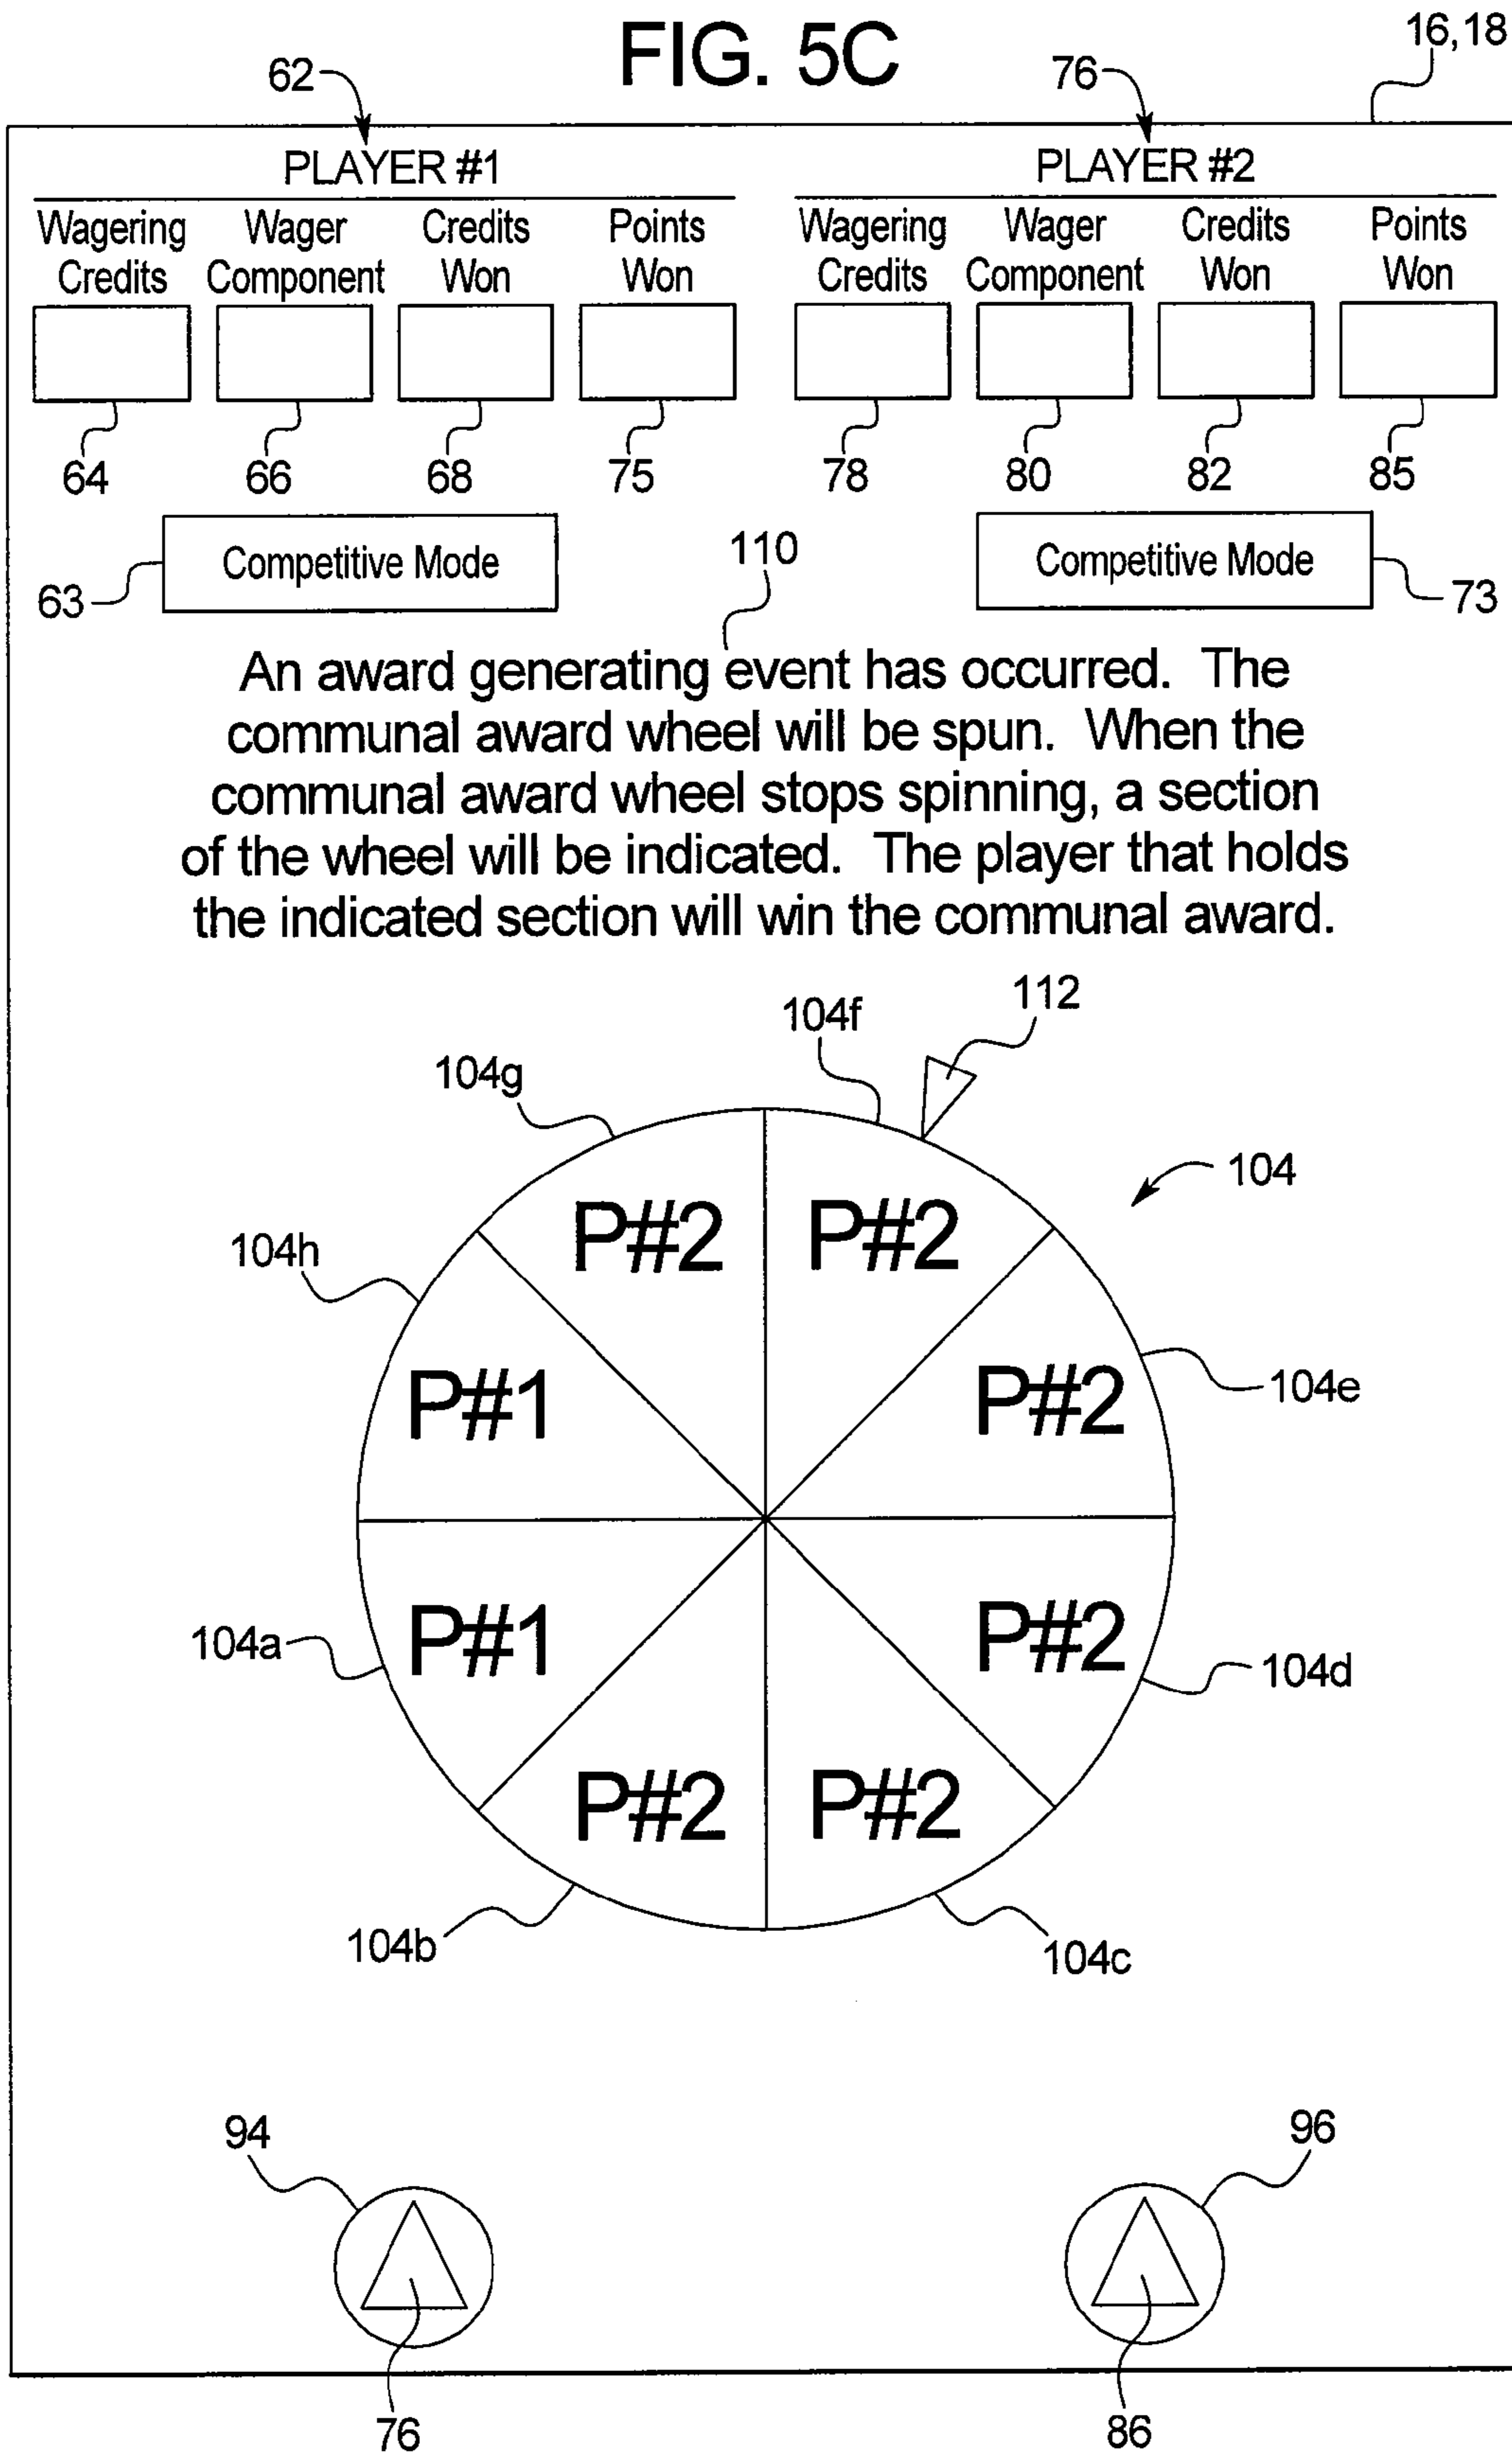 FIG. 5C
16,18
62
76
PLAYER #1
PLAYER #2
Wagering Credits
Wager Component
Credits Won
Points Won
Wagering Credits
Wager Component
Credits Won
Points Won
64
66
68
75
78
80
82
85
63
Competitive Mode
110
Competitive Mode
73
An award generating event has occurred. The
communal award wheel will be spun. When the
communal award wheel stops spinning, a section
of the wheel will be indicated. The player that holds
the indicated section will win the communal award.
112
104f
104g
104
104h
P#2
P#2
P#1
P#2
104e
104a
P#1
P#2
104d
P#2
P#2
104b
104c
94
96
76
86